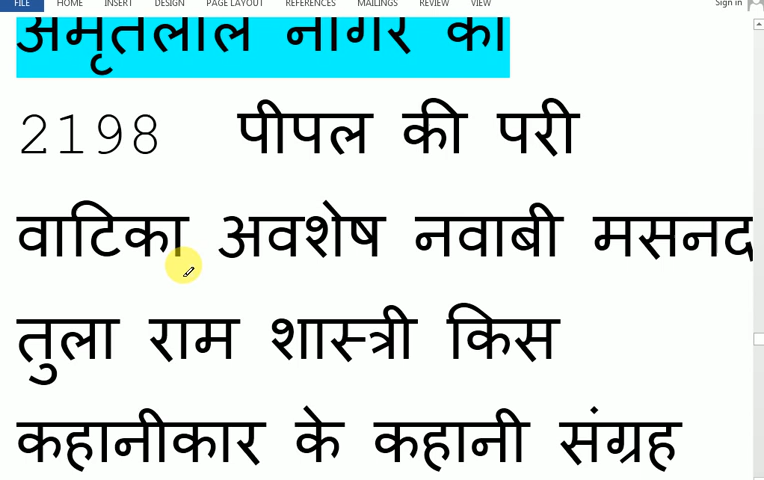 FILE HOME INSERT DESIGN PAGE LAYOUT REFERENCES MAILINGS REVIEW VIEW Sign in
अमृतलाल नागर का
2198 पीपल की परी
वाटिका अवशेष नवाबी मसनद
तुला राम शास्त्री किस
कहानीकार के कहानी संग्रह